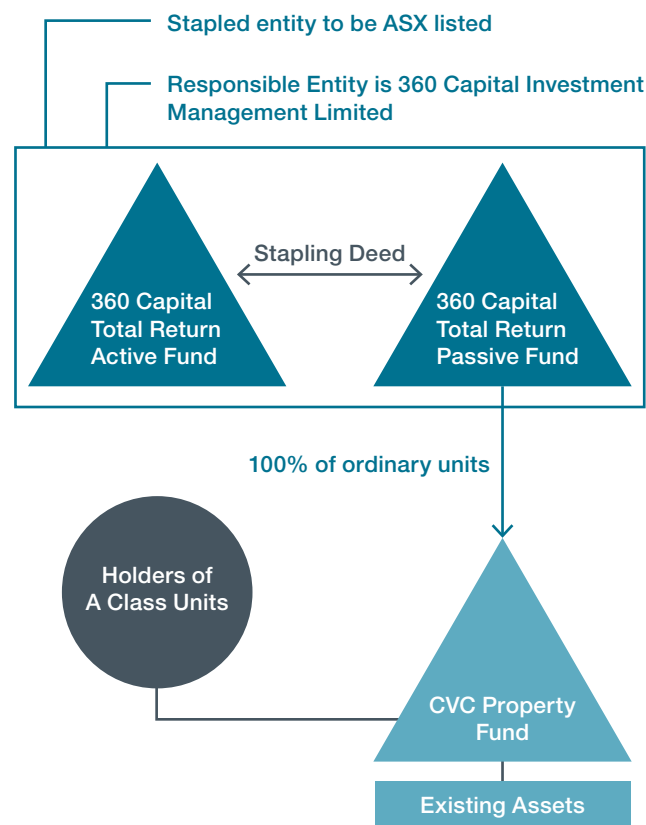 Stapled entity to be ASX listed
Responsible Entity is 360 Capital Investment
Management Limited
Stapling Deed
360 Capital
Total Return
Active Fund
360 Capital
Total Return
Passive Fund
100% of ordinary units
Holders of
A Class Units
CVC Property
Fund
Existing Assets